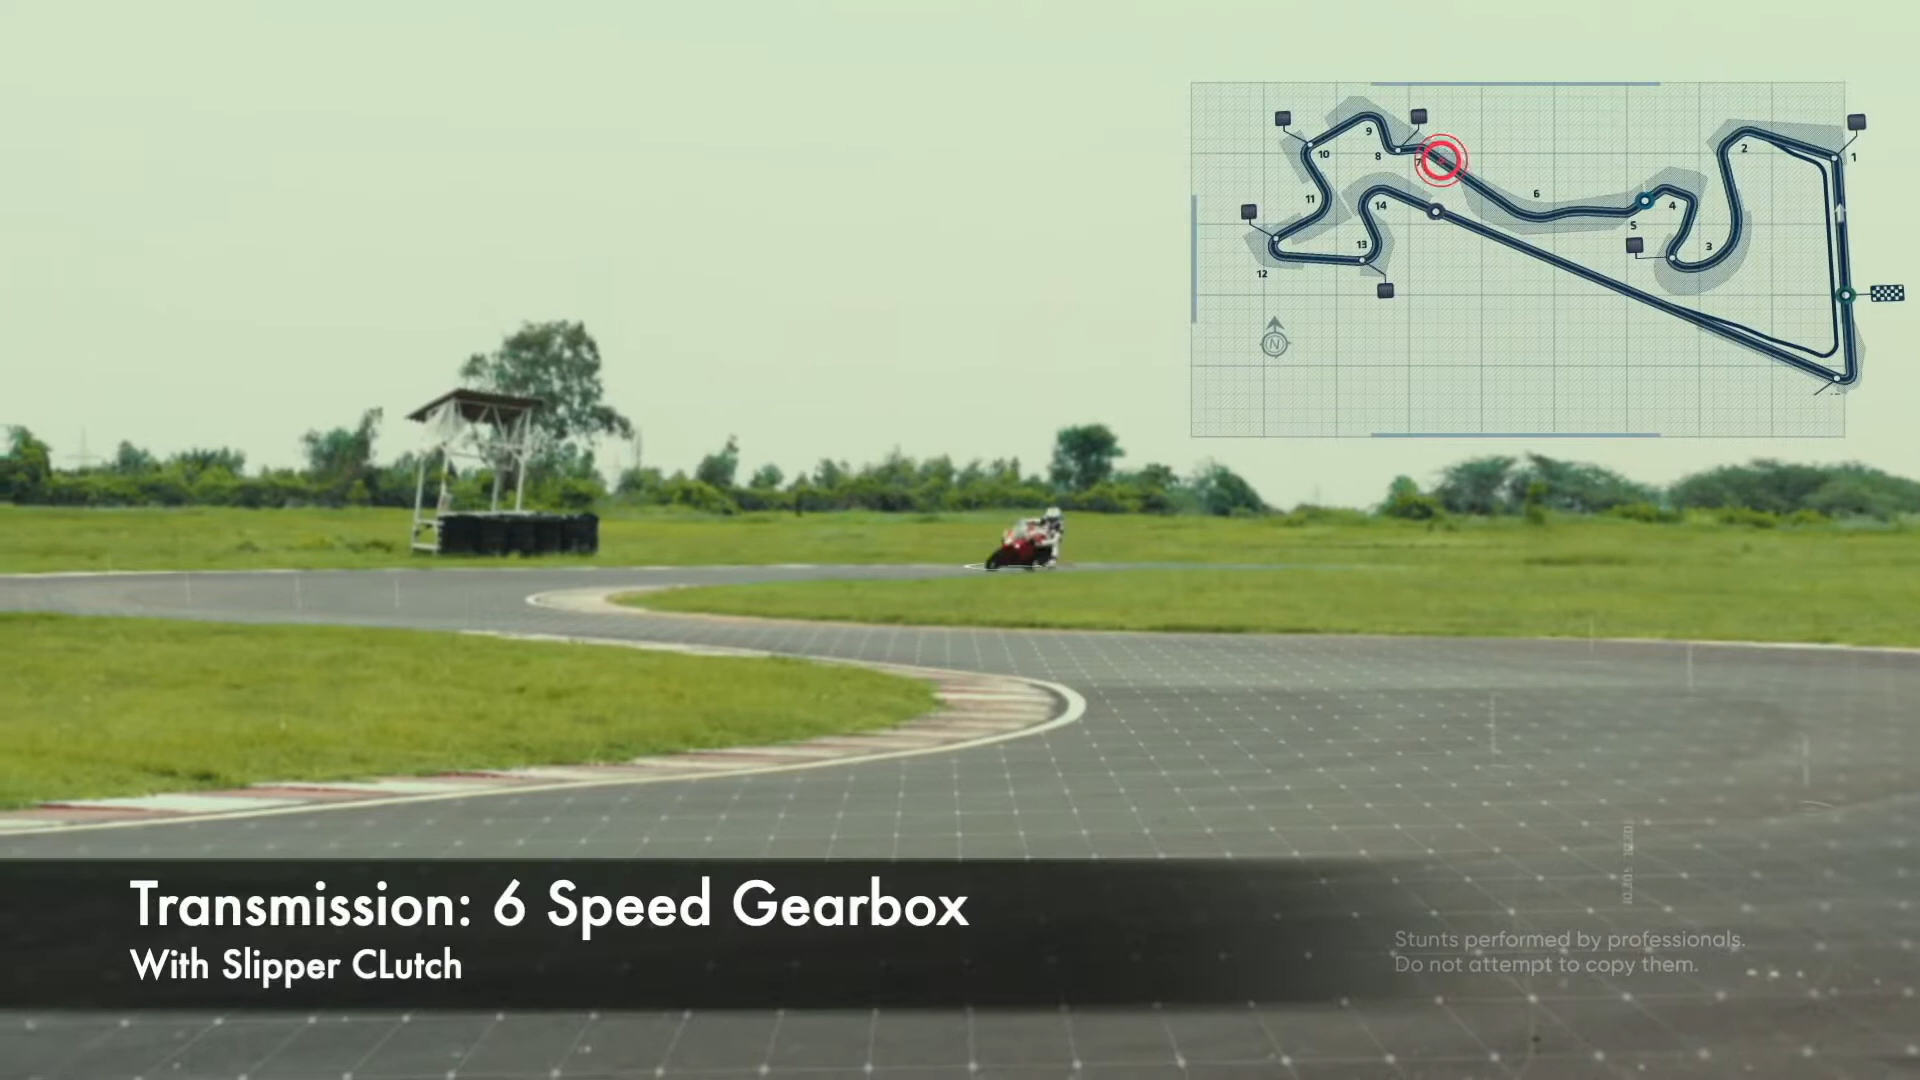 9
10
8
7
6
2
1
11
14
4
5
3
13
12
N
Transmission: 6 Speed Gearbox
With Slipper CLutch
Stunts performed by professionals.
Do not attempt to copy them.